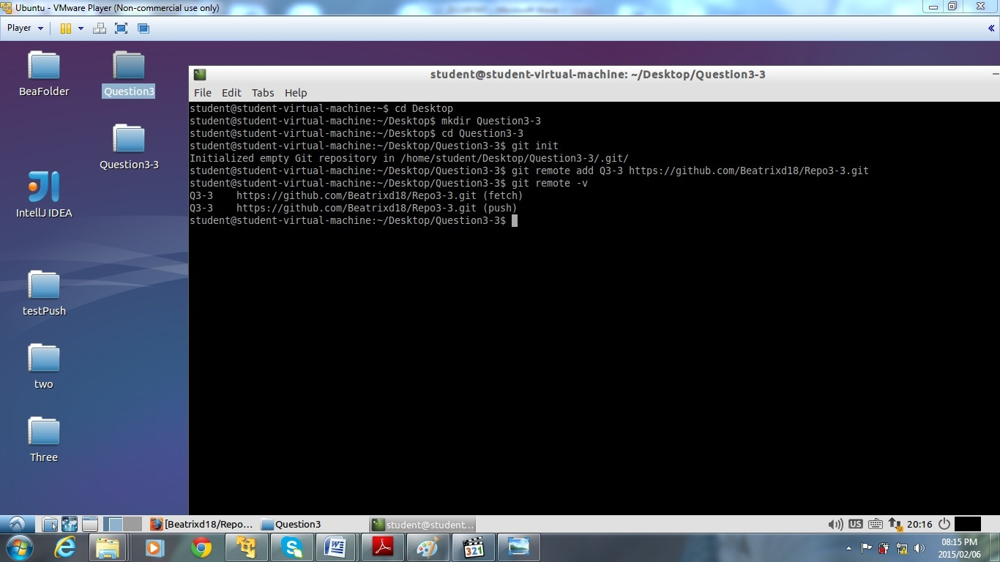 Ubuntu - VMware Player (Non-commercial use only)
Player
BeaFolder
Question3
Question3-3
IntellJ IDEA
testPush
two
Three
student@student-virtual-machine: ~/Desktop/Question3-3
File Edit Tabs Help
student@student-virtual-machine:~$ cd Desktop
student@student-virtual-machine:~/Desktop$ mkdir Question3-3
student@student-virtual-machine:~/Desktop$ cd Question3-3
student@student-virtual-machine:~/Desktop/Question3-3$ git init
Initialized empty Git repository in /home/student/Desktop/Question3-3/.git/
student@student-virtual-machine:~/Desktop/Question3-3$ git remote add Q3-3 https://github.com/Beatrixd18/Repo3-3.git
student@student-virtual-machine:~/Desktop/Question3-3$ git remote -v
Q3-3 https://github.com/Beatrixd18/Repo3-3.git (fetch)
Q3-3 https://github.com/Beatrixd18/Repo3-3.git (push)
student@student-virtual-machine:~/Desktop/Question3-3$
[Beatrixd18/Repo... Question3 student@student... US 20:16
321
08:15 PM
2015/02/06